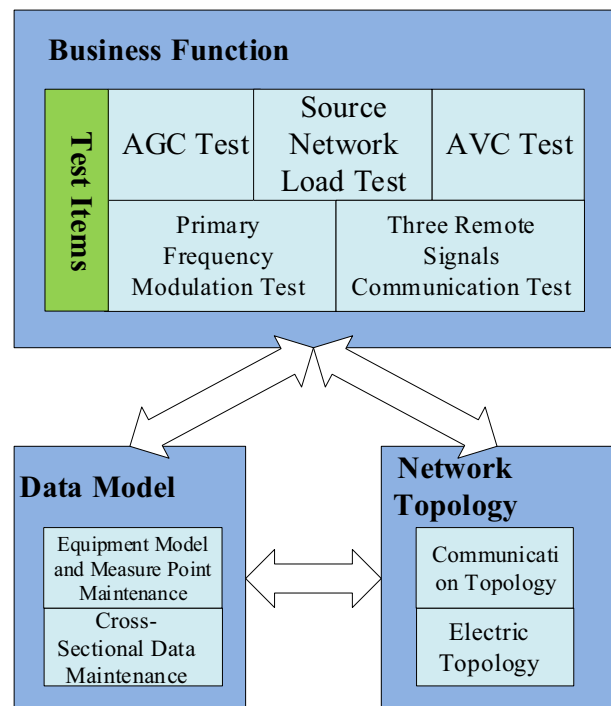 Business Function
Test Items
AGC Test
Source
Network
Load Test
AVC Test
Primary
Frequency
Modulation Test
Three Remote
Signals
Communication Test
Data Model
Equipment Model
and Measure Point
Maintenance
Cross-
Sectional Data
Maintenance
Network
Topology
Communicati
on Topology
Electric
Topology